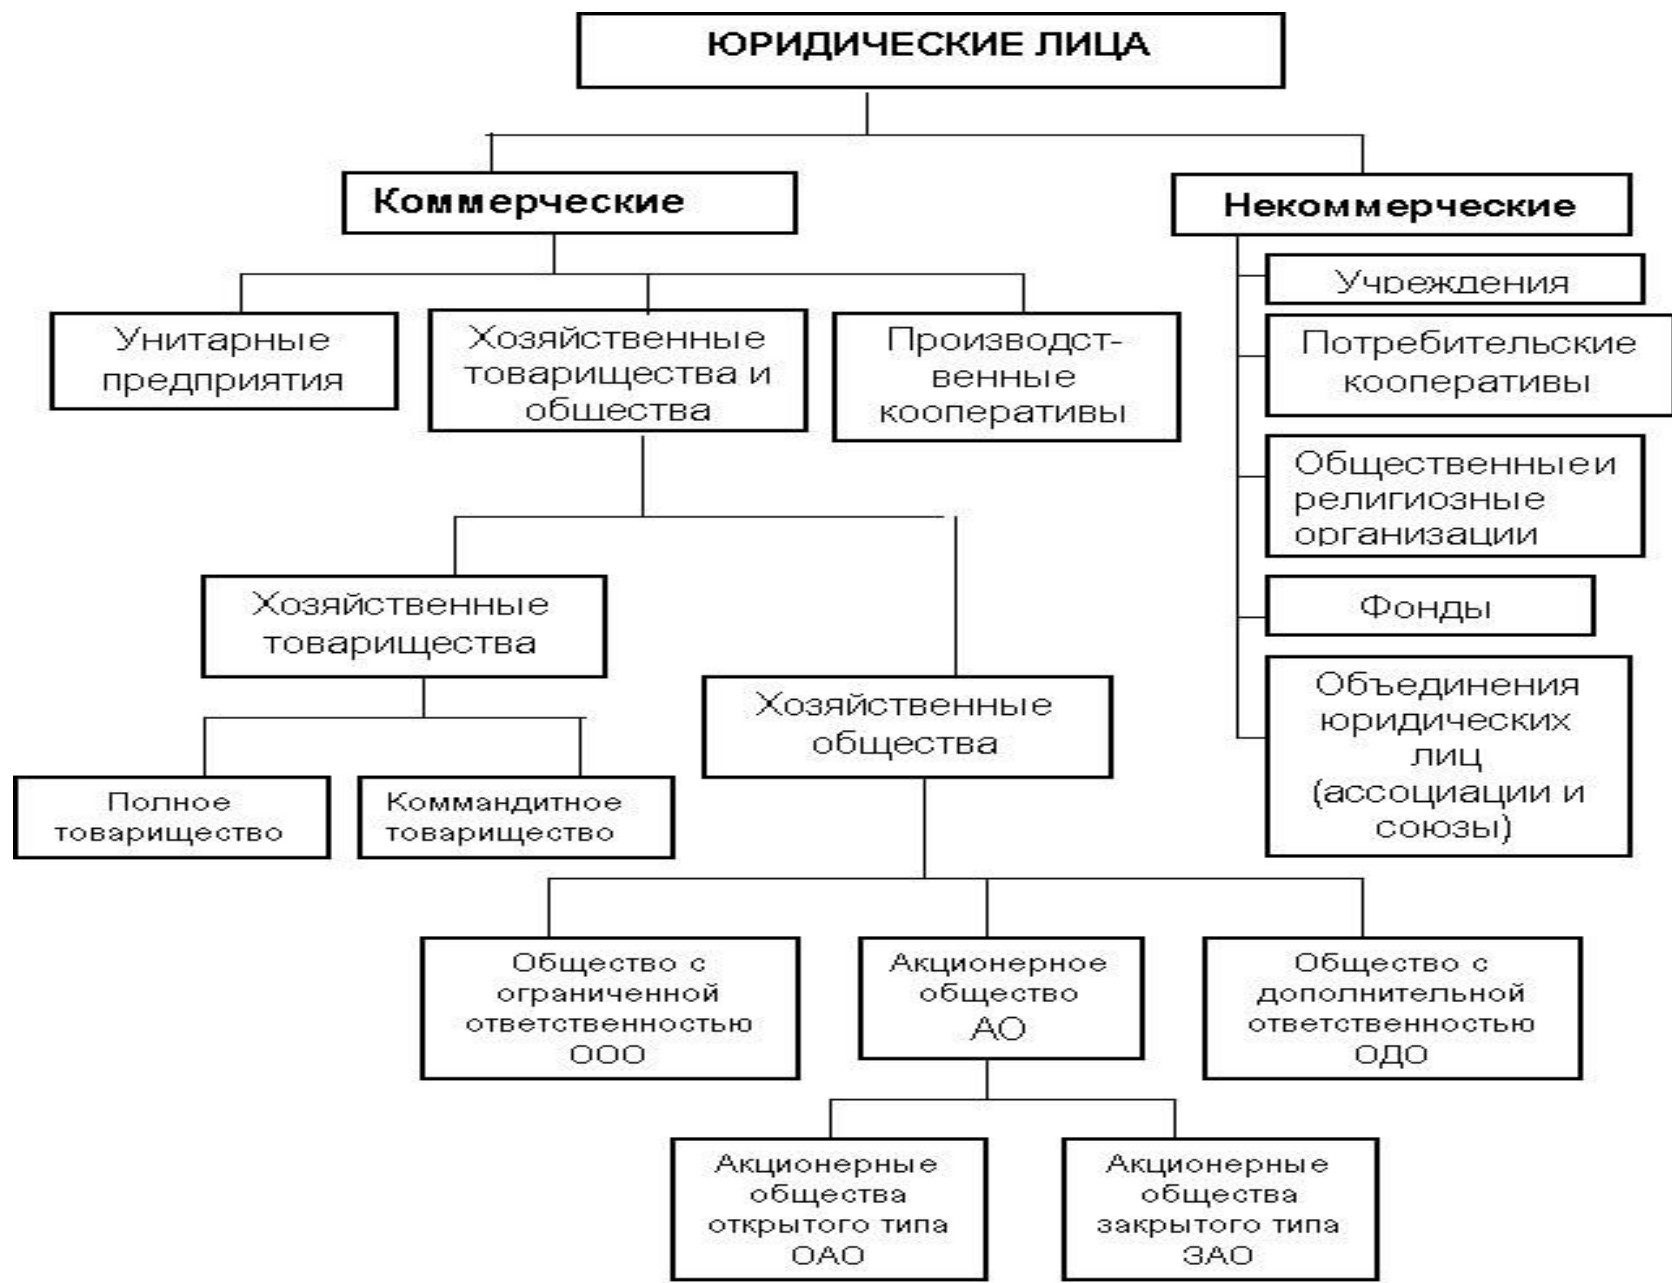 ЮРИДИЧЕСКИЕ ЛИЦА
Коммерческие
Некоммерческие
Унитарные
предприятия
Хозяйственные
товарищества и
общества
Производст-
венные
кооперативы
Учреждения
Потребительские
кооперативы
Общественные и
религиозные
организации
Фонды
Объединения
юридических
лиц
(ассоциации и
союзы)
Хозяйственные
товарищества
Хозяйственные
общества
Полное
товарищество
Коммандитное
товарищество
Общество с
ограниченной
ответственностью
ООО
Акционерное
общество
АО
Общество с
дополнительной
ответственностью
ОДО
Акционерные
общества
открытого типа
ОАО
Акционерные
общества
закрытого типа
ЗАО